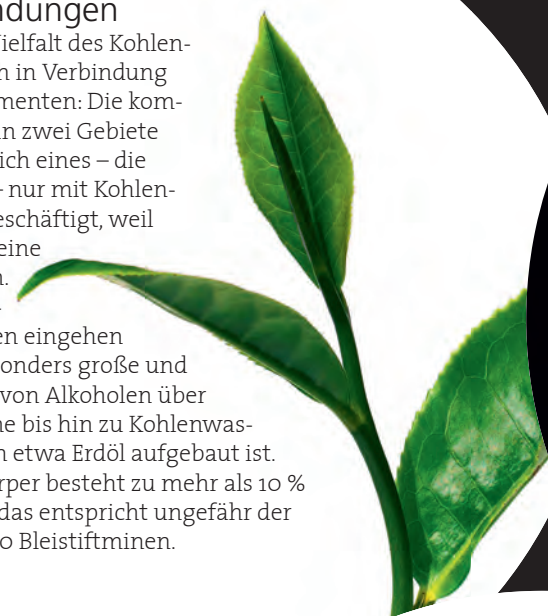 ndungen
ielfalt des Kohlen-
n in Verbindung
menten: Die kom-
n zwei Gebiete
ich eines – die
nur mit Kohlen-
eschäftigt, weil
eine
n.
-
en eingehen
onders große und
von Alkoholen über
ne bis hin zu Kohlenwas-
n etwa Erdöl aufgebaut ist.
rper besteht zu mehr als 10 %
das entspricht ungefähr der
0 Bleistiftminen.